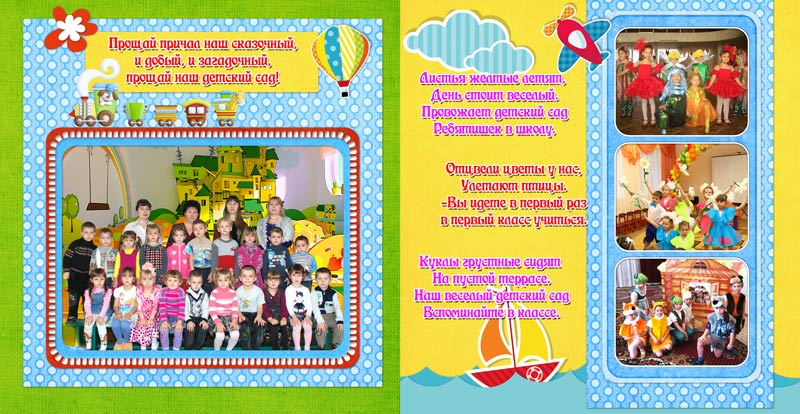 Прощай причал наш сказочный,
и добый, и загадочный,
прощай наш детский сад!
Листья желтые летят,
День стоит веселый.
Провожает детский сад
Ребятишек в школу.
Отцвели цветы у нас,
Улетают птицы.
-Вы идете в первый раз
в первый класс учиться.
Куклы грустные сидят
На пустой террасе.
Наш веселый детский сад
Вспоминайте в классе.